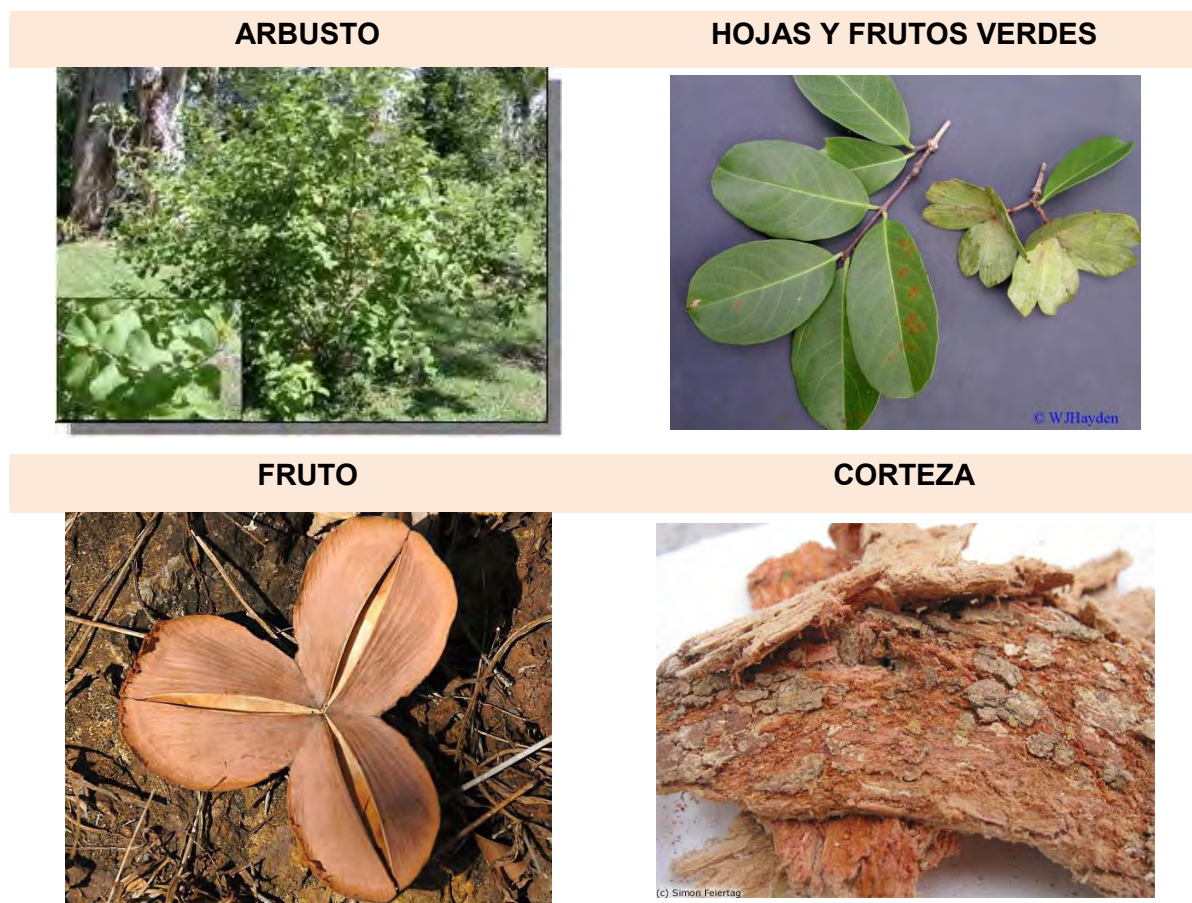 ARBUSTO
HOJAS Y FRUTOS VERDES
© WJHayden
FRUTO
CORTEZA
(c) Simon Feiertag